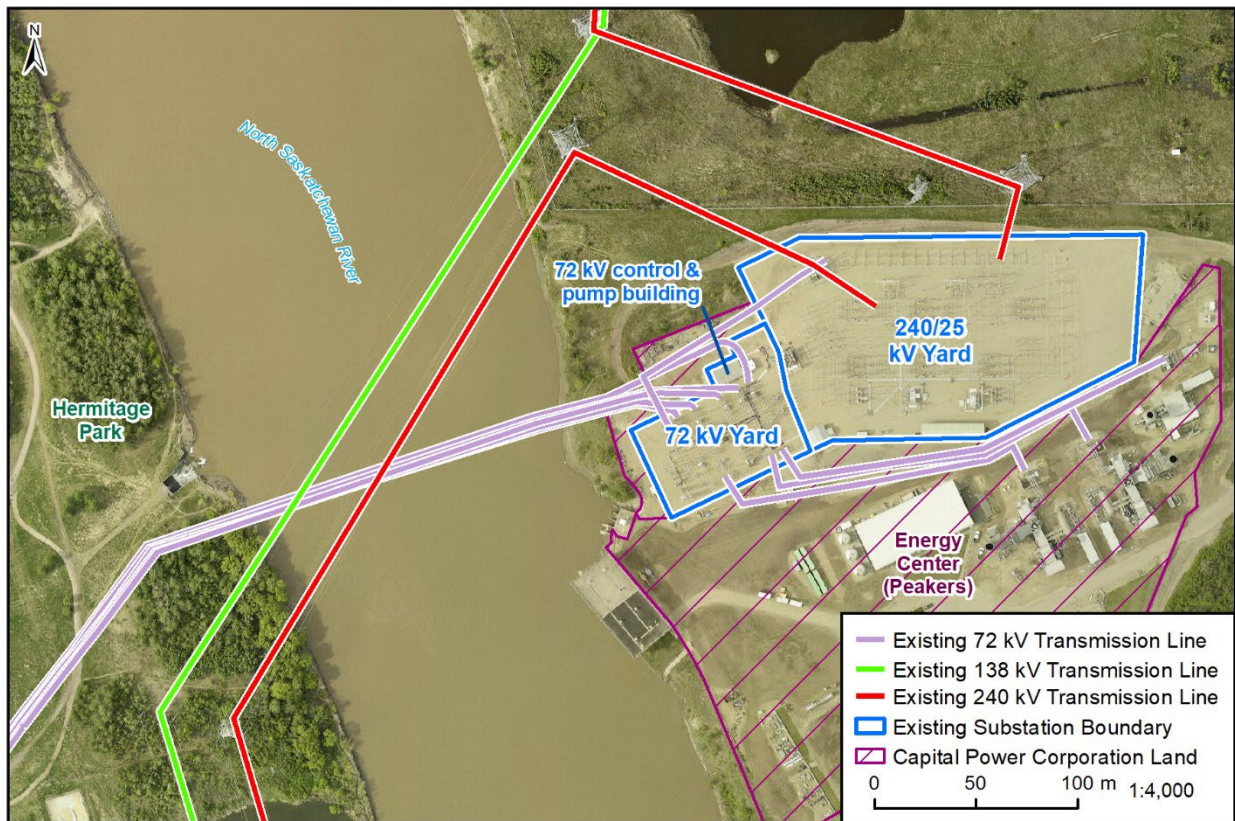 N
North Saskatchewan River
72 kV control &
pump building
240/25
kV Yard
Hermitage
Park
72 kV Yard
Energy
Center
(Peakers)
Existing 72 kV Transmission Line
Existing 138 kV Transmission Line
Existing 240 kV Transmission Line
Existing Substation Boundary
Capital Power Corporation Land
0 50 100 m 1:4,000